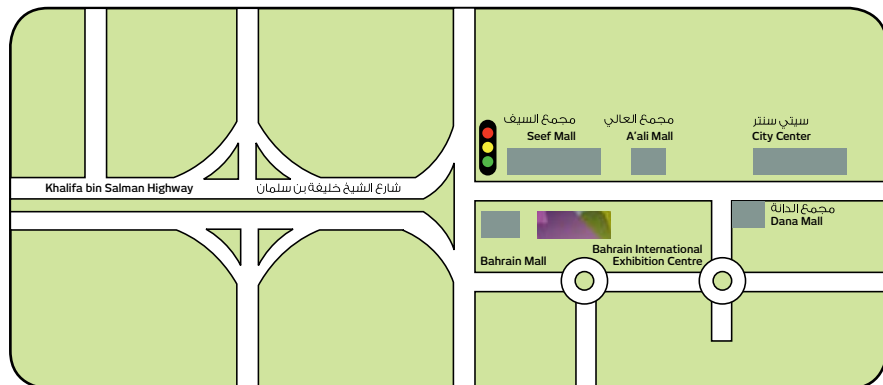 مجمع السيف
Seef Mall
مجمع العالي
A'ali Mall
سيتي سنتر
City Center
Khalifa bin Salman Highway
شارع الشيخ خليفة بن سلمان
مجمع الدانة
Dana Mall
Bahrain Mall
Bahrain International
Exhibition Centre